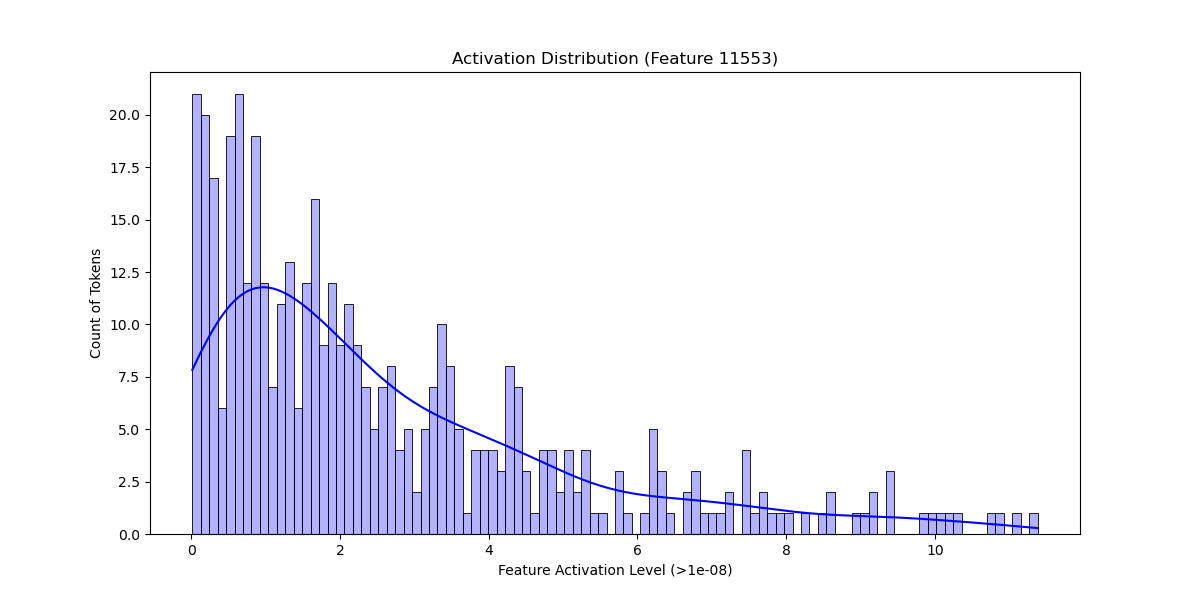 Activation Distribution (Feature 11553)
20.0
17.5
15.0
12.5
10.0
7.5
5.0
2.5
0.0
Count of Tokens
0 2 4 6 8 10
Feature Activation Level (>1e-08)